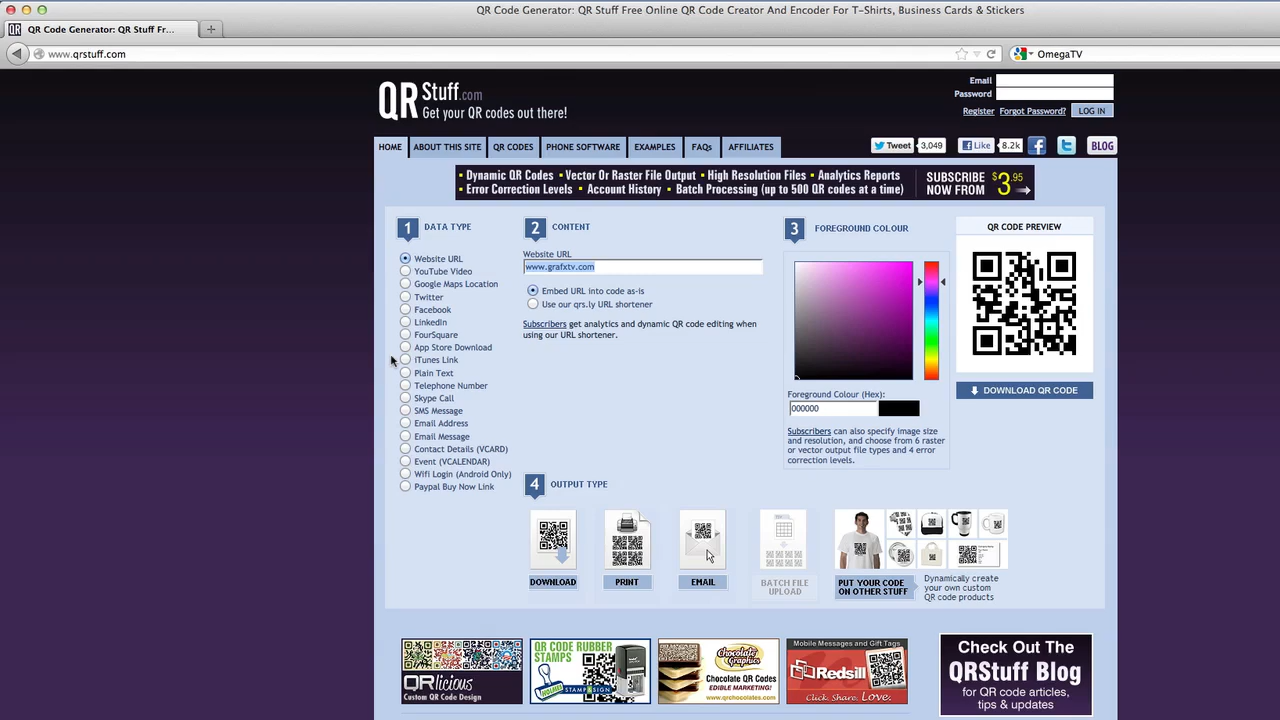 QR Code Generator: QR Stuff Free Online QR Code Creator And Encoder For T-Shirts, Business Cards & Stickers
QR Code Generator: QR Stuff Fr...
www.qrstuff.com
OmegaTV
QR Stuff.com
Get your QR codes out there!
Email
Password
Register Forgot Password? LOG IN
HOME ABOUT THIS SITE QR CODES PHONE SOFTWARE EXAMPLES FAQs AFFILIATES
Tweet 3,049 Like 8.2k BLOG
Dynamic QR Codes Vector Or Raster File Output High Resolution Files Analytics Reports
Error Correction Levels Account History Batch Processing (up to 500 QR codes at a time)
SUBSCRIBE
NOW FROM
$3.95
1 DATA TYPE
Website URL
YouTube Video
Google Maps Location
Twitter
Facebook
LinkedIn
FourSquare
App Store Download
iTunes Link
Plain Text
Telephone Number
Skype Call
SMS Message
Email Address
Email Message
Contact Details (VCARD)
Event (VCALENDAR)
Wifi Login (Android Only)
Paypal Buy Now Link
2 CONTENT
Website URL
www.grafxtv.com
Embed URL into code as-is
Use our qrs.ly URL shortener
Subscribers get analytics and dynamic QR code editing when
using our URL shortener.
3 FOREGROUND COLOUR
Foreground Colour (Hex):
000000
Subscribers can also specify image size
and resolution, and choose from 6 raster
or vector output file types and 4 error
correction levels.
QR CODE PREVIEW
DOWNLOAD QR CODE
4 OUTPUT TYPE
DOWNLOAD
PRINT
EMAIL
BATCH FILE
UPLOAD
PUT YOUR CODE
ON OTHER STUFF
Dynamically create
your own custom
QR code products
QRlicious
Custom QR Code Design
QR CODE RUBBER
STAMPS
STAMP&SIGN
Chocolate
Graphics
Chocolate QR Codes
EDIBLE MARKETING!
www.qrchocolates.com
Mobile Messages and Gift Tags
Redsill
Click. Share. Love.
Check Out The
QRStuff Blog
for QR code articles,
tips & updates